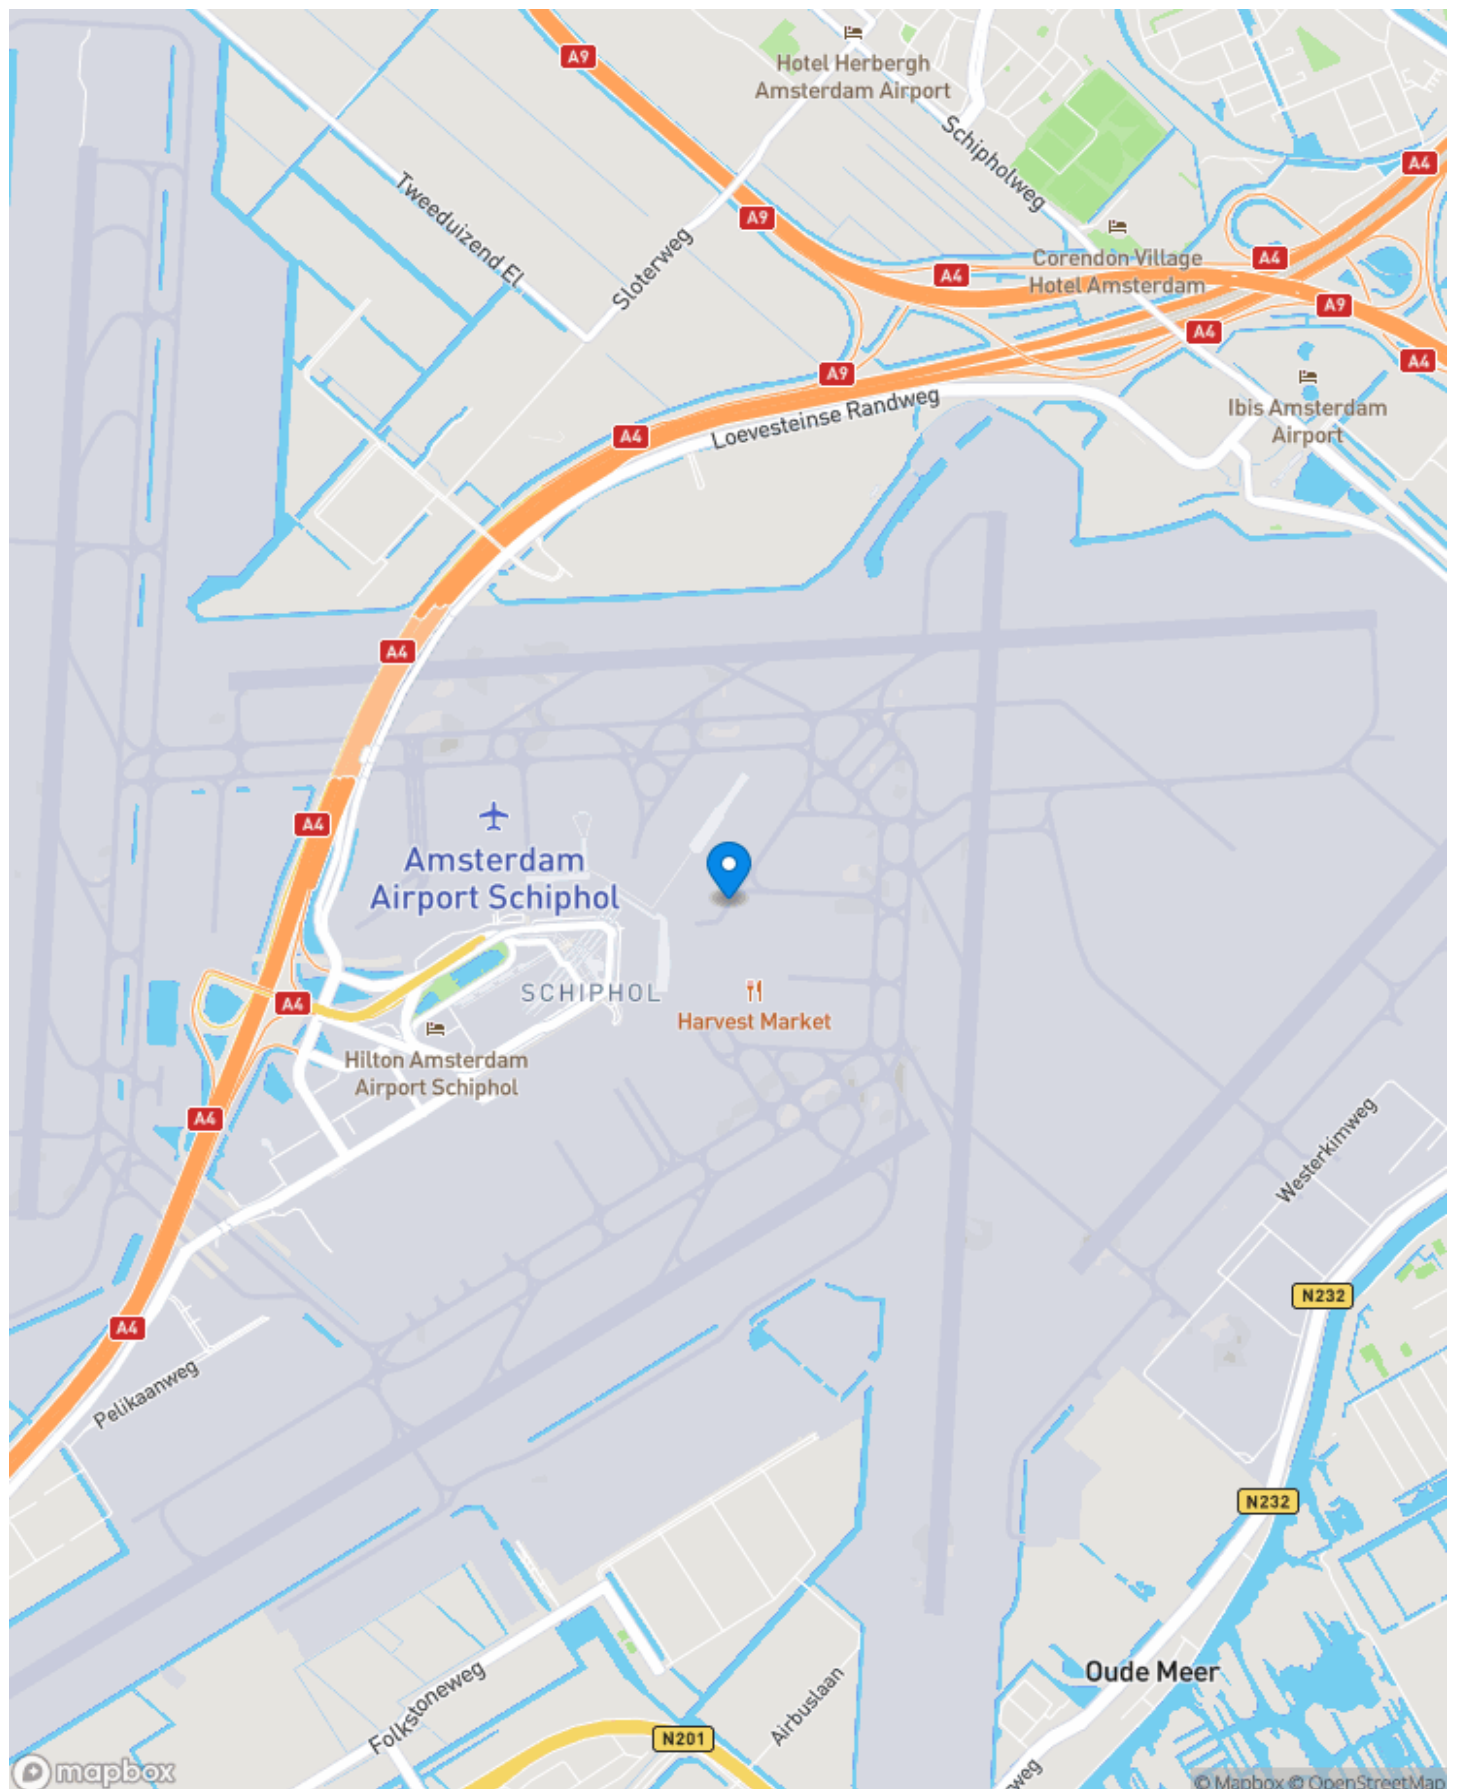 A9
Hotel Herbergh
Amsterdam Airport
Schipholweg
A4
Tweeduizend El
A9
Sloterweg
Corendon Village
Hotel Amsterdam
A4
A4
A9
A4
A4
A9
Ibis Amsterdam
Airport
Loevesteinse Randweg
A4
A4
A4
Amsterdam
Airport Schiphol
SCHIPHOL
A4
Harvest Market
Hilton Amsterdam
Airport Schiphol
A4
Westerkimweg
N232
A4
Pelikaanweg
N232
Oude Meer
Folkstoneweg
Airbuslaan
N201
mapbox
© Mapbox © OpenStreetMap